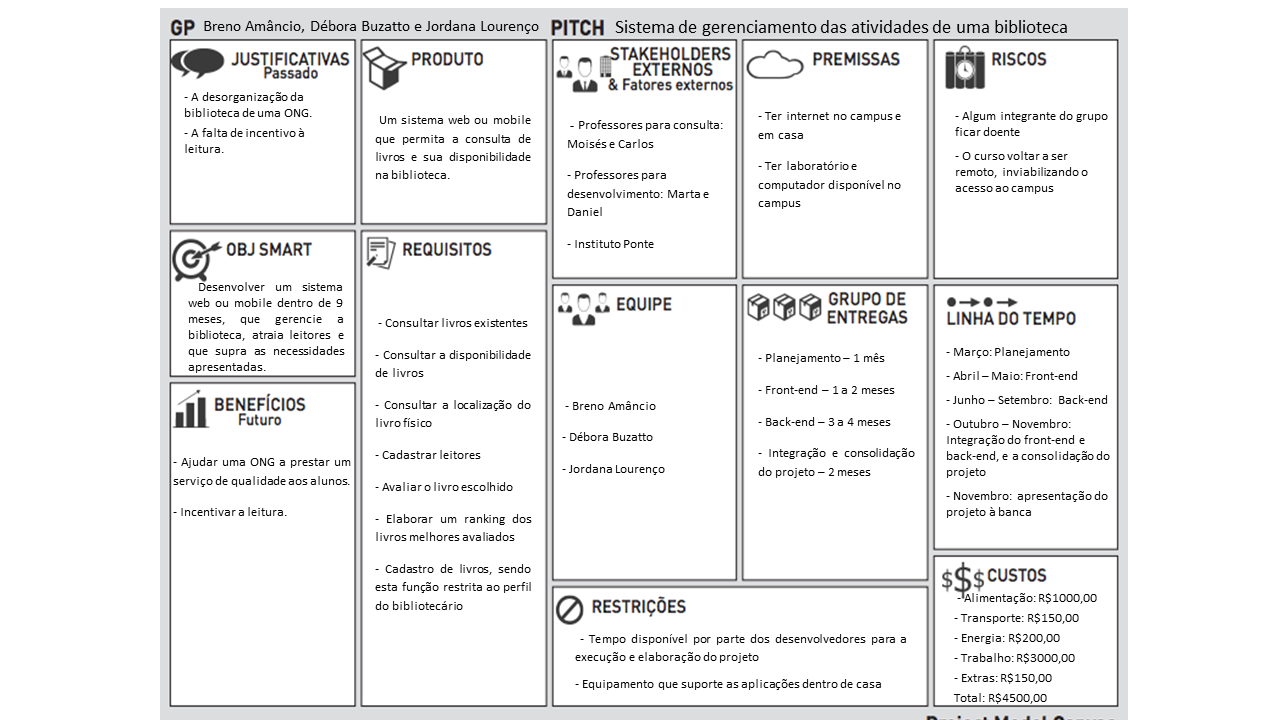 GP Breno Amâncio, Débora Buzatto e Jordana Lourenço
PITCH Sistema de gerenciamento das atividades de uma biblioteca
JUSTIFICATIVAS
Passado
- A desorganização da
biblioteca de uma ONG.
- A falta de incentivo à
leitura.
PRODUTO
Um sistema web ou mobile
que permita a consulta de
livros e sua disponibilidade
na biblioteca.
STAKEHOLDERS
EXTERNOS
& Fatores externos
- Professores para consulta:
Moisés e Carlos
- Professores para
desenvolvimento: Marta e
Daniel
- Instituto Ponte
PREMISSAS
- Ter internet no campus e
em casa
- Ter laboratório e
computador disponível no
campus
RISCOS
- Algum integrante do grupo
ficar doente
- O curso voltar a ser
remoto, inviabilizando o
acesso ao campus
OBJ SMART
Desenvolver um sistema
web ou mobile dentro de 9
meses, que gerencie a
biblioteca, atraia leitores e
que supra as necessidades
apresentadas.
REQUISITOS
- Consultar livros existentes
- Consultar a disponibilidade
de livros
- Consultar a localização do
livro físico
- Cadastrar leitores
- Avaliar o livro escolhido
- Elaborar um ranking dos
livros melhores avaliados
- Cadastro de livros, sendo
esta função restrita ao perfil
do bibliotecário
EQUIPE
- Breno Amâncio
- Débora Buzatto
- Jordana Lourenço
GRUPO DE
ENTREGAS
- Planejamento – 1 mês
- Front-end – 1 a 2 meses
- Back-end – 3 a 4 meses
- Integração e consolidação
do projeto – 2 meses
LINHA DO TEMPO
- Março: Planejamento
- Abril – Maio: Front-end
- Junho – Setembro: Back-end
- Outubro – Novembro:
Integração do front-end e
back-end, e a consolidação do
projeto
- Novembro: apresentação do
projeto à banca
BENEFÍCIOS
Futuro
- Ajudar uma ONG a prestar um
serviço de qualidade aos alunos.
- Incentivar a leitura.
RESTRIÇÕES
- Tempo disponível por parte dos desenvolvedores para a
execução e elaboração do projeto
- Equipamento que suporte as aplicações dentro de casa
$$$ CUSTOS
- Alimentação: R$1000,00
- Transporte: R$150,00
- Energia: R$200,00
- Trabalho: R$3000,00
- Extras: R$150,00
Total: R$4500,00
Project Model Canvas